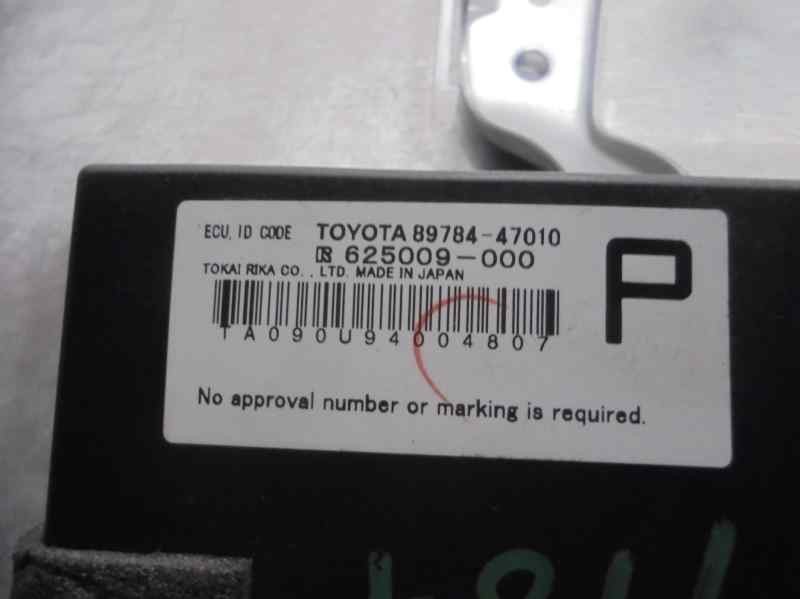 ECU, ID CODE TOYOTA 89784-47010
625009-000
TOKAI RIKA CO., LTD. MADE IN JAPAN
P
TA090U94004807
No approval number or marking is required.